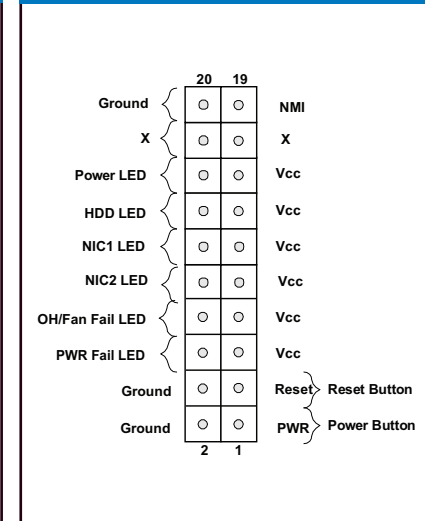 20 19
Ground NMI
X X
Power LED Vcc
HDD LED Vcc
NIC1 LED Vcc
NIC2 LED Vcc
OH/Fan Fail LED Vcc
PWR Fail LED Vcc
Ground Reset Reset Button
Ground PWR Power Button
2 1